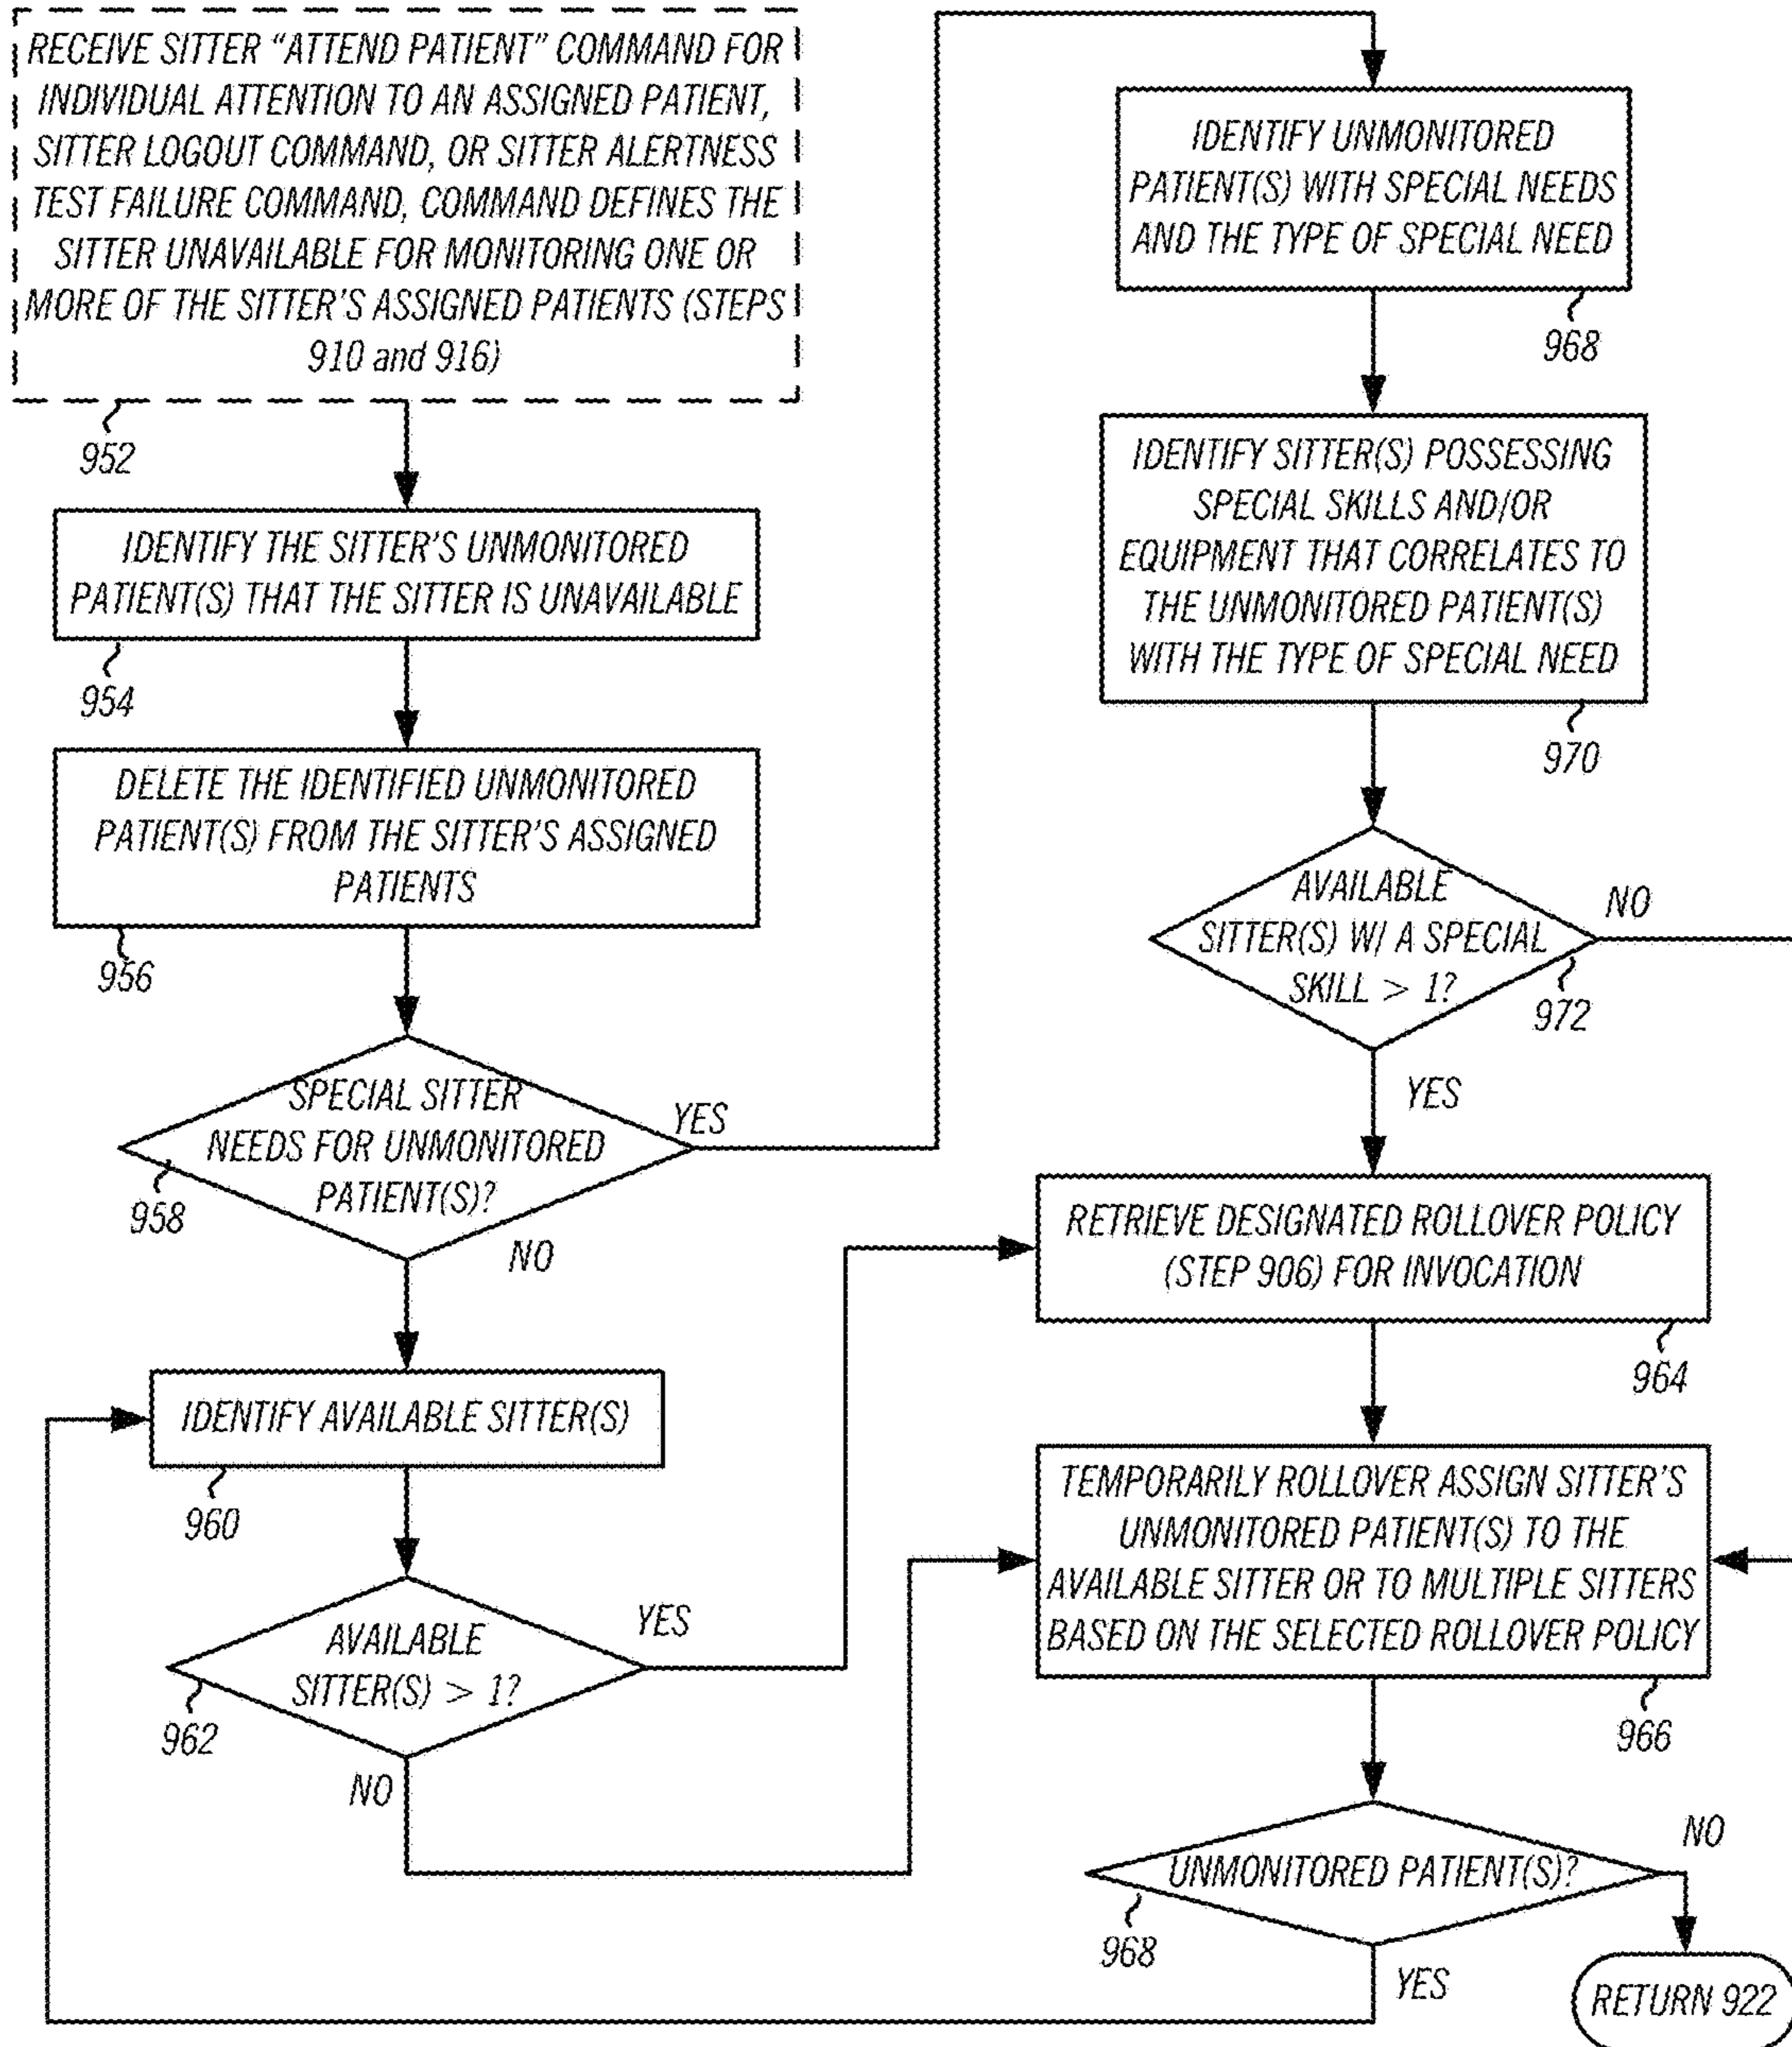 RECEIVE SITTER “ATTEND PATIENT” COMMAND FOR
INDIVIDUAL ATTENTION TO AN ASSIGNED PATIENT,
SITTER LOGOUT COMMAND, OR SITTER ALERTNESS
TEST FAILURE COMMAND, COMMAND DEFINES THE
SITTER UNAVAILABLE FOR MONITORING ONE OR
MORE OF THE SITTER’S ASSIGNED PATIENTS (STEPS
910 and 916)
952
IDENTIFY THE SITTER’S UNMONITORED
PATIENT(S) THAT THE SITTER IS UNAVAILABLE
954
DELETE THE IDENTIFIED UNMONITORED
PATIENT(S) FROM THE SITTER’S ASSIGNED
PATIENTS
956
SPECIAL SITTER
NEEDS FOR UNMONITORED
PATIENT(S)?
YES
958
NO
IDENTIFY AVAILABLE SITTER(S)
960
AVAILABLE
SITTER(S) > 1?
YES
962
NO
IDENTIFY UNMONITORED
PATIENT(S) WITH SPECIAL NEEDS
AND THE TYPE OF SPECIAL NEED
968
IDENTIFY SITTER(S) POSSESSING
SPECIAL SKILLS AND/OR
EQUIPMENT THAT CORRELATES TO
THE UNMONITORED PATIENT(S)
WITH THE TYPE OF SPECIAL NEED
970
AVAILABLE
SITTER(S) W/ A SPECIAL
SKILL > 1?
NO
972
YES
RETRIEVE DESIGNATED ROLLOVER POLICY
(STEP 906) FOR INVOCATION
964
TEMPORARILY ROLLOVER ASSIGN SITTER’S
UNMONITORED PATIENT(S) TO THE
AVAILABLE SITTER OR TO MULTIPLE SITTERS
BASED ON THE SELECTED ROLLOVER POLICY
966
UNMONITORED PATIENT(S)?
NO
968
YES
RETURN 922